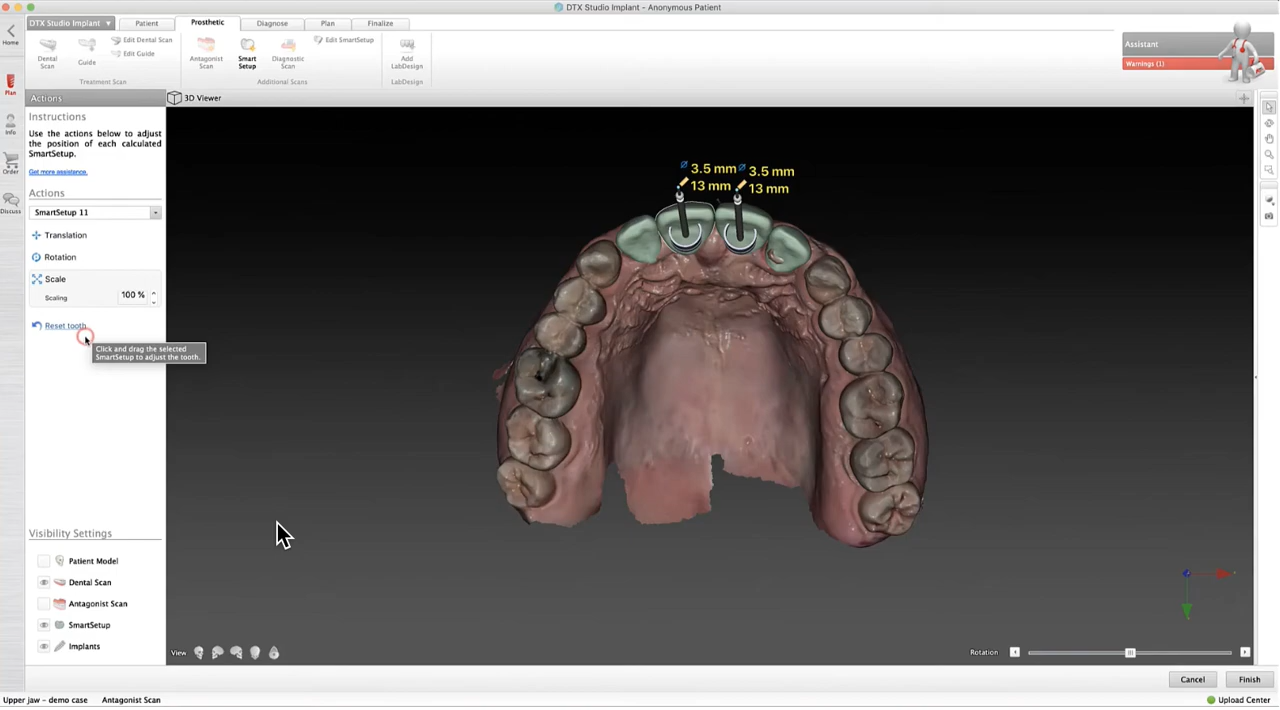 DTX Studio Implant - Anonymous Patient
Home
Plan
Info
Order
Discuss
DTX Studio Implant
Patient
Prosthetic
Diagnose
Plan
Finalize
Dental
Scan
Guide
Edit Dental Scan
Edit Guide
Treatment Scan
Antagonist
Scan
Smart
Setup
Diagnostic
Scan
Edit SmartSetup
Additional Scans
Add
LabDesign
LabDesign
Assistant
Warnings (1)
Actions
3D Viewer
Instructions
Use the actions below to adjust
the position of each calculated
SmartSetup.
Get more assistance.
Actions
SmartSetup 11
Translation
Rotation
Scale
Scaling
100 %
Reset tooth
Click and drag the selected
SmartSetup to adjust the tooth.
⌀ 3.5 mm
13 mm
⌀ 3.5 mm
13 mm
Visibility Settings
Patient Model
Dental Scan
Antagonist Scan
SmartSetup
Implants
View
Rotation
Cancel
Finish
Upper jaw - demo case
Antagonist Scan
Upload Center